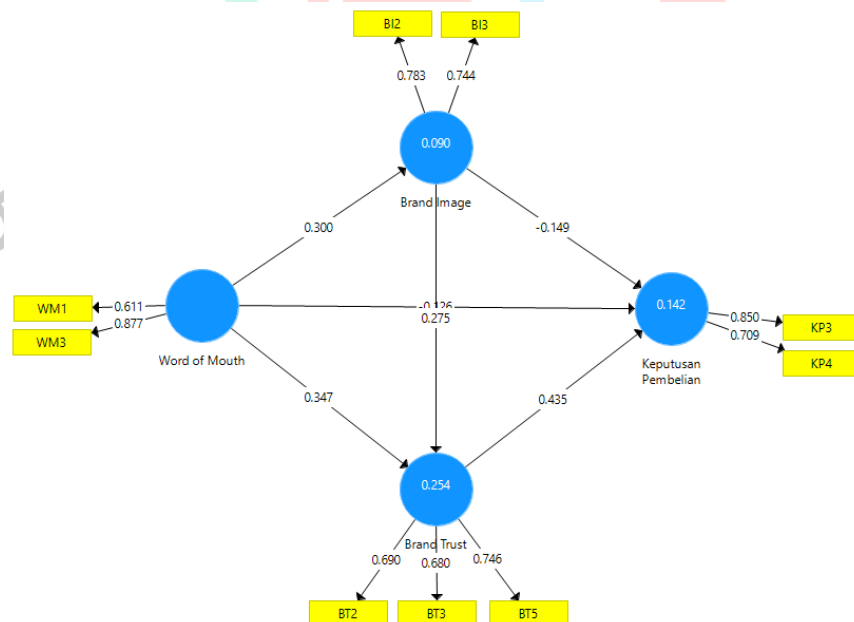 BI2
BI3
0.783
0.744
0.090
Brand Image
0.300
-0.149
WM1
0.611
WM3
0.877
Word of Mouth
0.275
0.142
Keputusan
Pembelian
0.850
KP3
0.709
KP4
0.347
0.435
0.254
Brand Trust
0.690
0.680
0.746
BT2
BT3
BT5